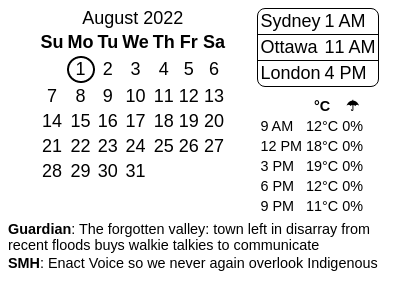 August 2022
Su Mo Tu We Th Fr Sa
1 2 3 4 5 6
7 8 9 10 11 12 13
14 15 16 17 18 19 20
21 22 23 24 25 26 27
28 29 30 31
Sydney 1 AM
Ottawa 11 AM
London 4 PM
°C ☂
9 AM 12°C 0%
12 PM 18°C 0%
3 PM 19°C 0%
6 PM 12°C 0%
9 PM 11°C 0%
Guardian: The forgotten valley: town left in disarray from
recent floods buys walkie talkies to communicate
SMH: Enact Voice so we never again overlook Indigenous